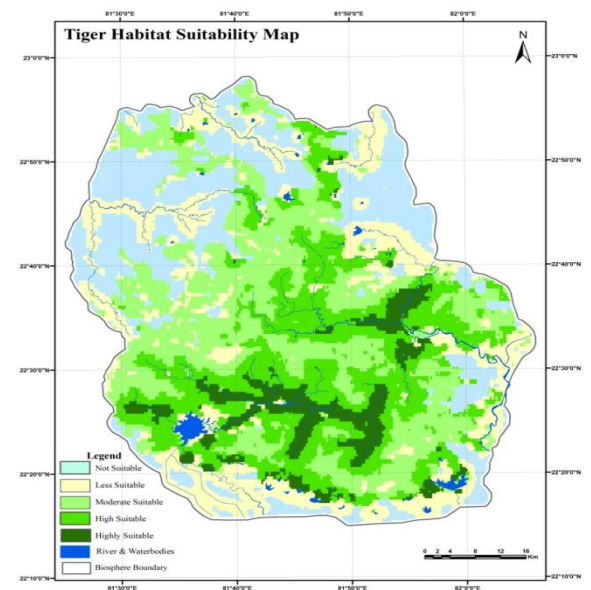 81°30'0"E 81°40'0"E 81°50'0"E 82°0'0"E
Tiger Habitat Suitability Map
N
23°0'0"N 23°0'0"N
22°50'0"N 22°50'0"N
22°40'0"N 22°40'0"N
22°30'0"N 22°30'0"N
22°20'0"N 22°20'0"N
22°10'0"N 22°10'0"N
Legend
Not Suitable
Less Suitable
Moderate Suitable
High Suitable
Highly Suitable
River & Waterbodies
Biosphere Boundary
0 2 4 8 12 16
Km
81°30'0"E 81°40'0"E 81°50'0"E 82°0'0"E